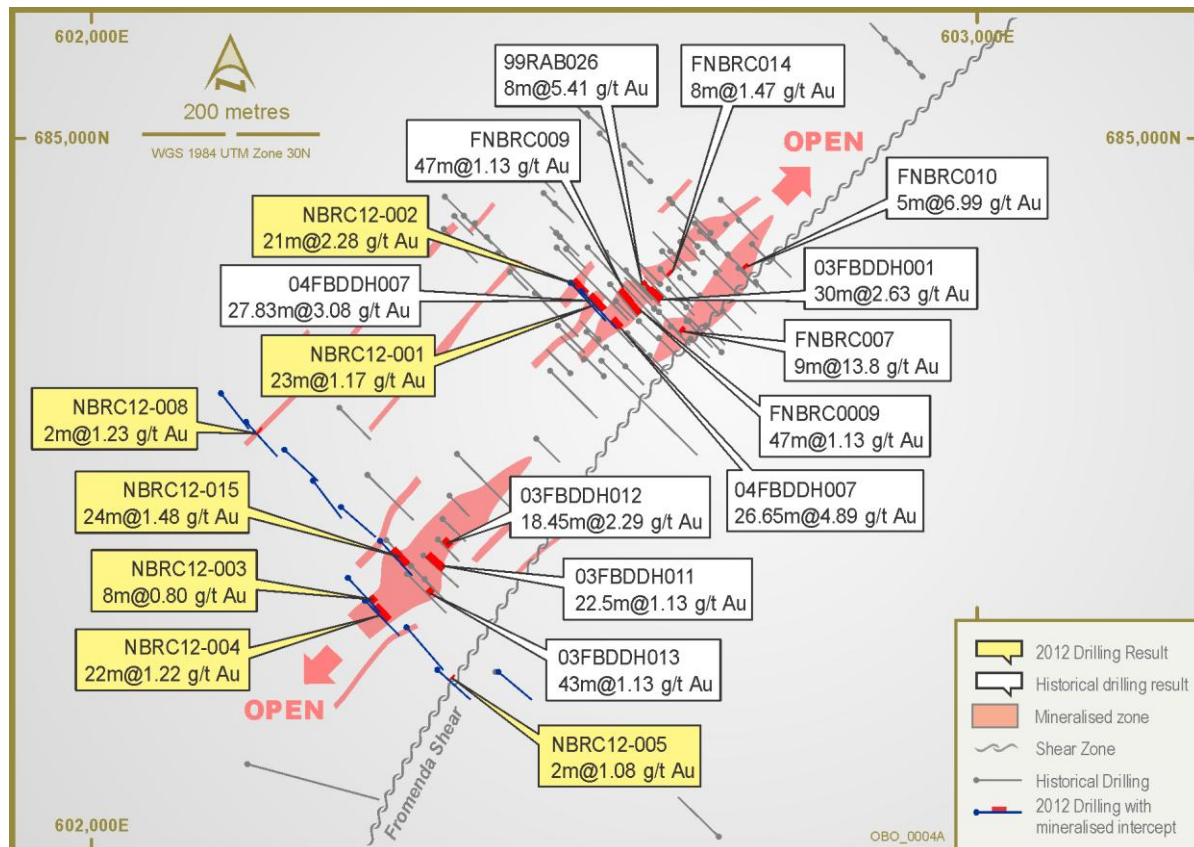 602,000E
603,000E
N
200 metres
WGS 1984 UTM Zone 30N
685,000N
685,000N
99RAB026
8m@5.41 g/t Au
FNBRC014
8m@1.47 g/t Au
FNBRC009
47m@1.13 g/t Au
OPEN
FNBRC010
5m@6.99 g/t Au
NBRC12-002
21m@2.28 g/t Au
04FBDDH007
27.83m@3.08 g/t Au
03FBDDH001
30m@2.63 g/t Au
NBRC12-001
23m@1.17 g/t Au
FNBRC007
9m@13.8 g/t Au
NBRC12-008
2m@1.23 g/t Au
FNBRC0009
47m@1.13 g/t Au
NBRC12-015
24m@1.48 g/t Au
03FBDDH012
18.45m@2.29 g/t Au
04FBDDH007
26.65m@4.89 g/t Au
NBRC12-003
8m@0.80 g/t Au
03FBDDH011
22.5m@1.13 g/t Au
NBRC12-004
22m@1.22 g/t Au
03FBDDH013
43m@1.13 g/t Au
OPEN
NBRC12-005
2m@1.08 g/t Au
Fromenda Shear
2012 Drilling Result
Historical drilling result
Mineralised zone
Shear Zone
Historical Drilling
2012 Drilling with
mineralised intercept
602,000E
OBO_0004A